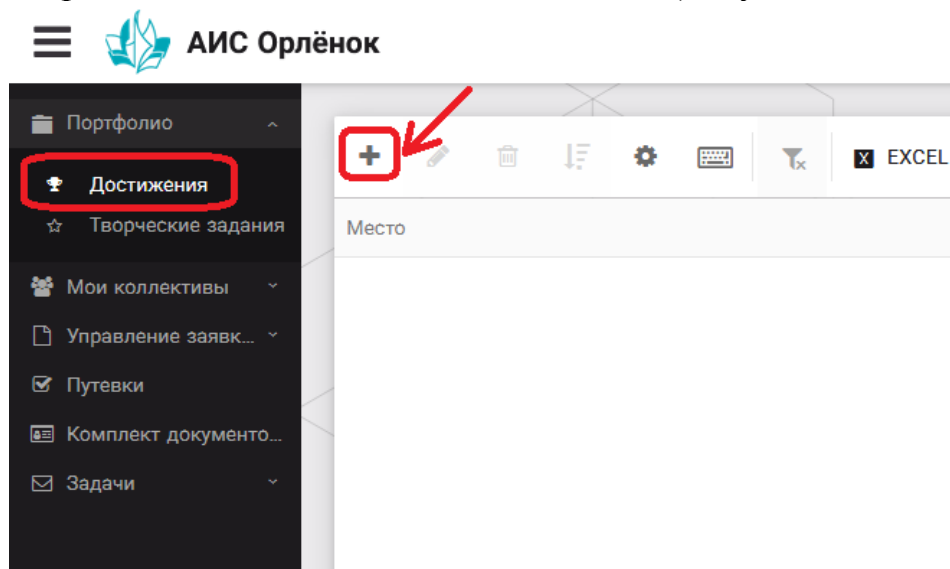 АИС Орлёнок
Портфолио
Достижения
Творческие задания
Мои коллективы
Управление заявк...
Путевки
Комплект документо...
Задачи
X EXCEL
Место